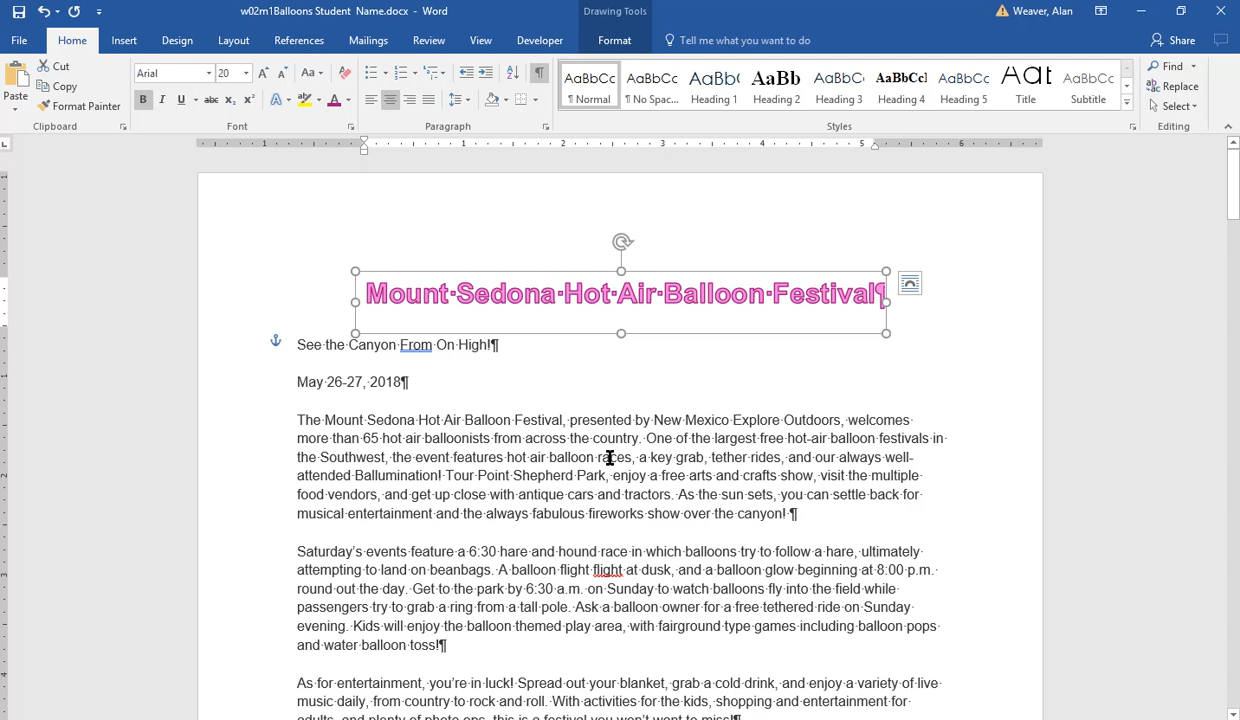 w02m1Balloons Student Name.docx - Word
Drawing Tools
Weaver, Alan
File Home Insert Design Layout References Mailings Review View Developer Format Tell me what you want to do Share
Paste
Cut
Copy
Format Painter
Clipboard
Arial 20
Font
Paragraph
AaBbCc AaBbCc AaBbC AaBb AaBbC AaBbCcI AaBbCc AaBt AaBbCc
¶ Normal ¶ No Spac... Heading 1 Heading 2 Heading 3 Heading 4 Heading 5 Title Subtitle
Styles
Find
Replace
Select
Editing
1 1 2 3 4 5 6
Mount·Sedona·Hot·Air·Balloon·Festival¶
See·the·Canyon·From·On·High!¶
May·26-27,·2018¶
The·Mount·Sedona·Hot·Air·Balloon·Festival,·presented·by·New·Mexico·Explore·Outdoors,·welcomes·
more·than·65·hot·air·balloonists·from·across·the·country.··One·of·the·largest·free·hot-air·balloon·festivals·in·
the·Southwest,·the·event·features·hot·air·balloon·races,·a·key·grab,·tether·rides,·and·our·always·well-
attended·Ballumination!·Tour·Point·Shepherd·Park,·enjoy·a·free·arts·and·crafts·show,·visit·the·multiple·
food·vendors,·and·get·up·close·with·antique·cars·and·tractors.··As·the·sun·sets,·you·can·settle·back·for·
musical·entertainment·and·the·always·fabulous·fireworks·show·over·the·canyon!·¶
Saturday's·events·feature·a·6:30·hare·and·hound·race·in·which·balloons·try·to·follow·a·hare,·ultimately·
attempting·to·land·on·beanbags.··A·balloon·flight·flight·at·dusk,·and·a·balloon·glow·beginning·at·8:00·p.m.·
round·out·the·day.··Get·to·the·park·by·6:30·a.m.·on·Sunday·to·watch·balloons·fly·into·the·field·while·
passengers·try·to·grab·a·ring·from·a·tall·pole.··Ask·a·balloon·owner·for·a·free·tethered·ride·on·Sunday·
evening.··Kids·will·enjoy·the·balloon·themed·play·area,·with·fairground·type·games·including·balloon·pops·
and·water·balloon·toss!¶
As·for·entertainment,·you're·in·luck!·Spread·out·your·blanket,·grab·a·cold·drink,·and·enjoy·a·variety·of·live·
music·daily,·from·country·to·rock·and·roll.··With·activities·for·the·kids,·shopping·and·entertainment·for·
adults,·and·plenty·of·photo·ops,·this·is·a·festival·you·won't·want·to·miss!¶